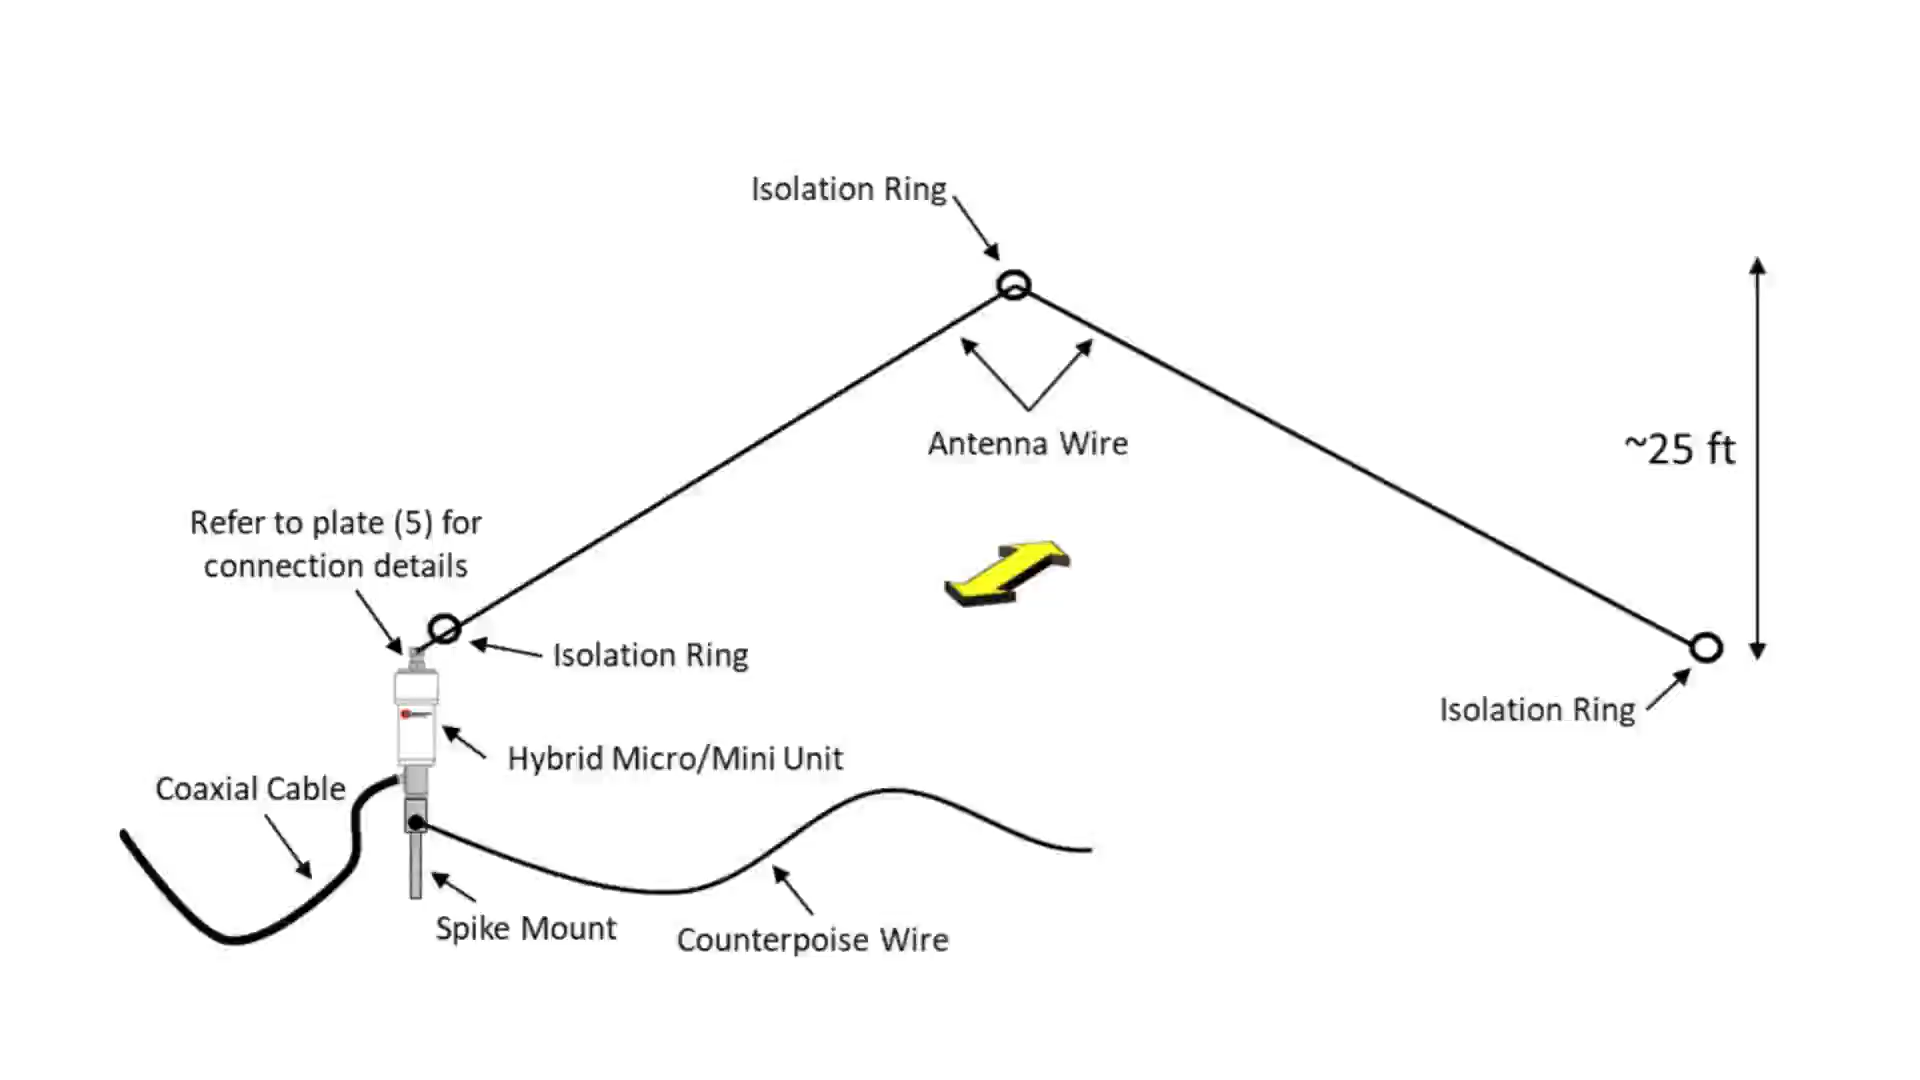 Isolation Ring
Antenna Wire
~25 ft
Refer to plate (5) for
connection details
Isolation Ring
Isolation Ring
Hybrid Micro/Mini Unit
Coaxial Cable
Spike Mount
Counterpoise Wire